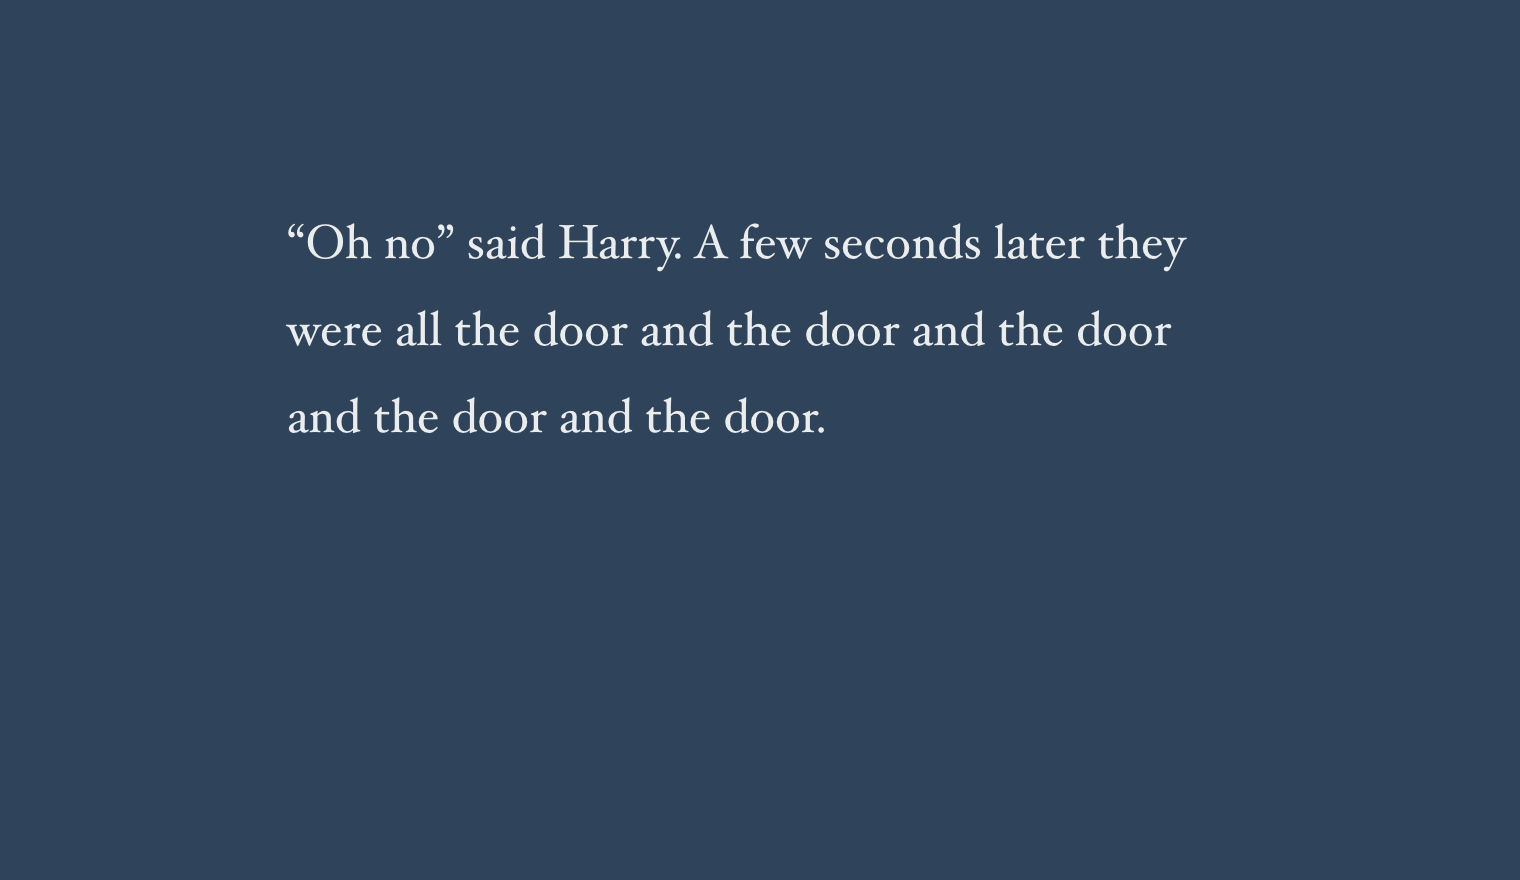 “Oh no” said Harry. A few seconds later they
were all the door and the door and the door
and the door and the door.